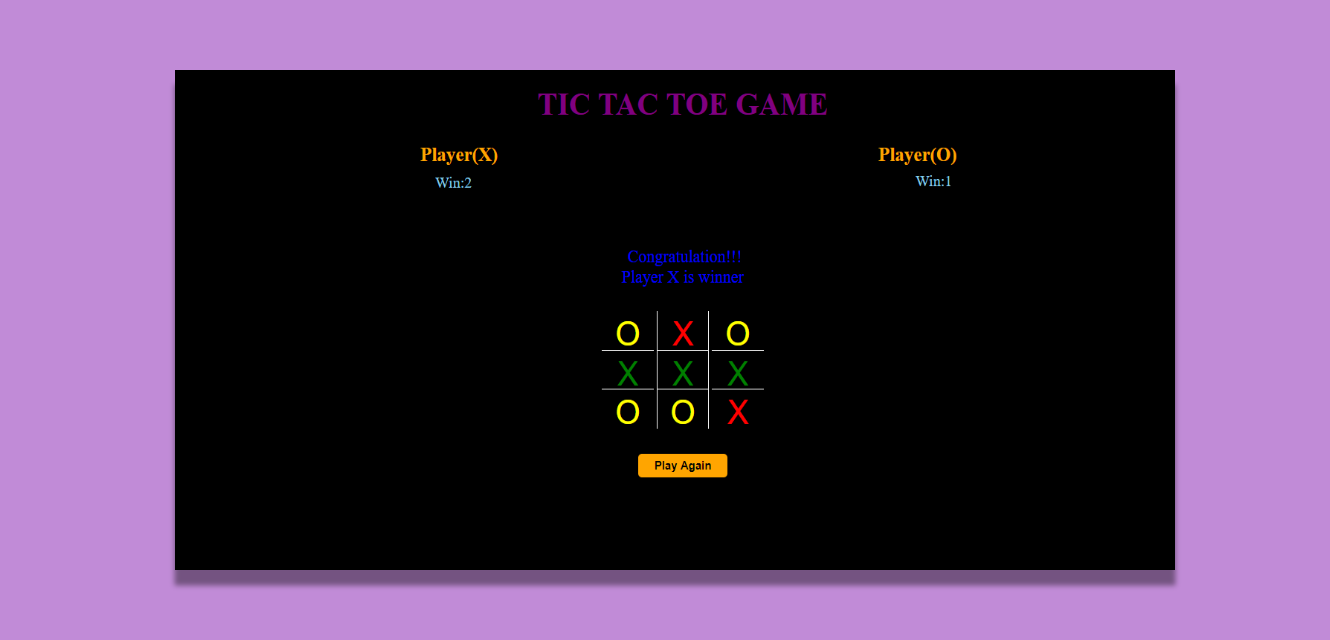 TIC TAC TOE GAME
Player(X)
Win:2
Player(O)
Win:1
Congratulation!!!
Player X is winner
O X O
X X X
O O X
Play Again